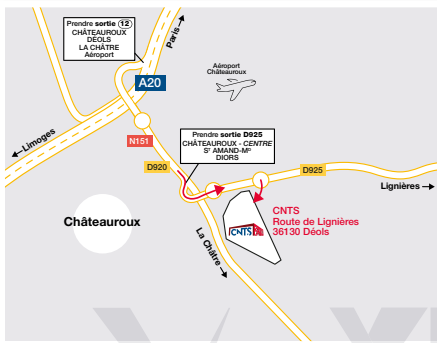 Prendre sortie 12
CHÂTEAUROUX
DÉOLS
LA CHÂTRE
Aéroport
Paris
Aéroport
Châteauroux
A20
N151
Limoges
Prendre sortie D925
CHÂTEAUROUX - CENTRE
Sᵗ AMAND-Mᴰ
DIORS
D920
D925
Lignières
CNTS
Route de Lignières
36130 Déols
CNTS
Châteauroux
La Châtre